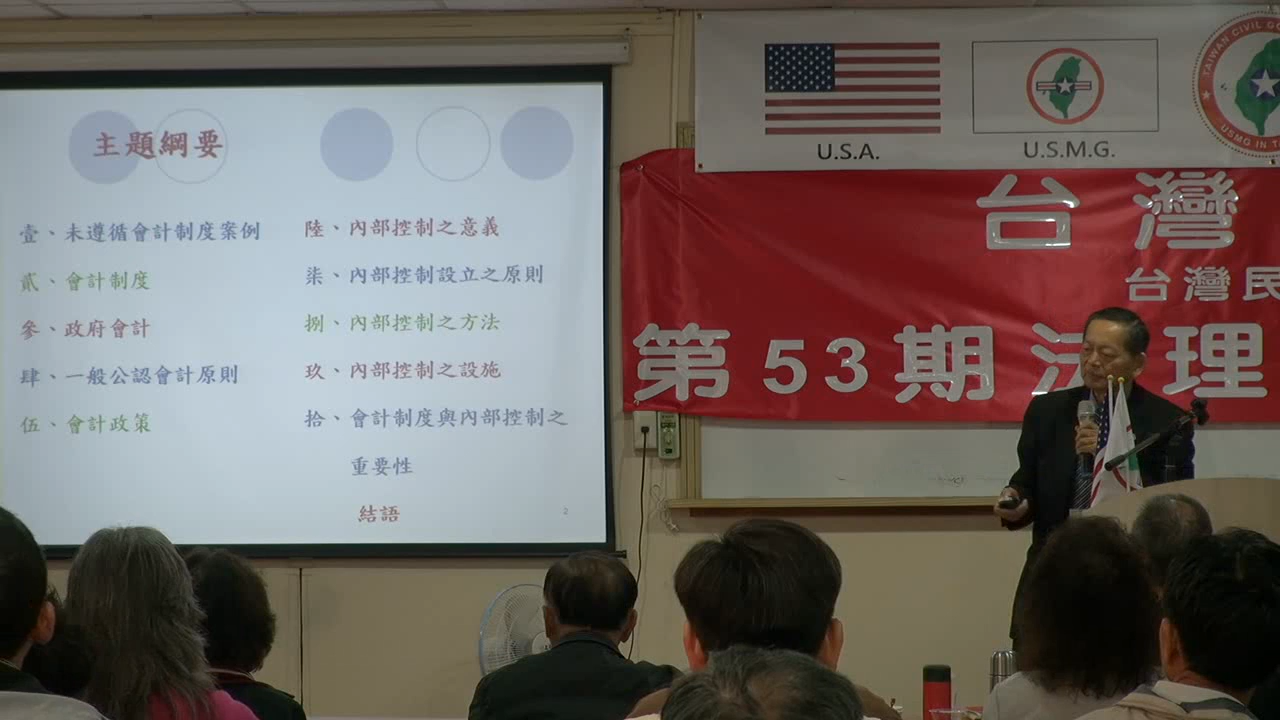 主題綱要
壹、未遵循會計制度案例
貳、會計制度
參、政府會計
肆、一般公認會計原則
伍、會計政策
陸、內部控制之意義
柒、內部控制設立之原則
捌、內部控制之方法
玖、內部控制之設施
拾、會計制度與內部控制之
重要性
結語
2
U.S.A.
U.S.M.G.
TAIWAN CIVIL GO
USMG IN T
台灣
台灣民
第53期法理